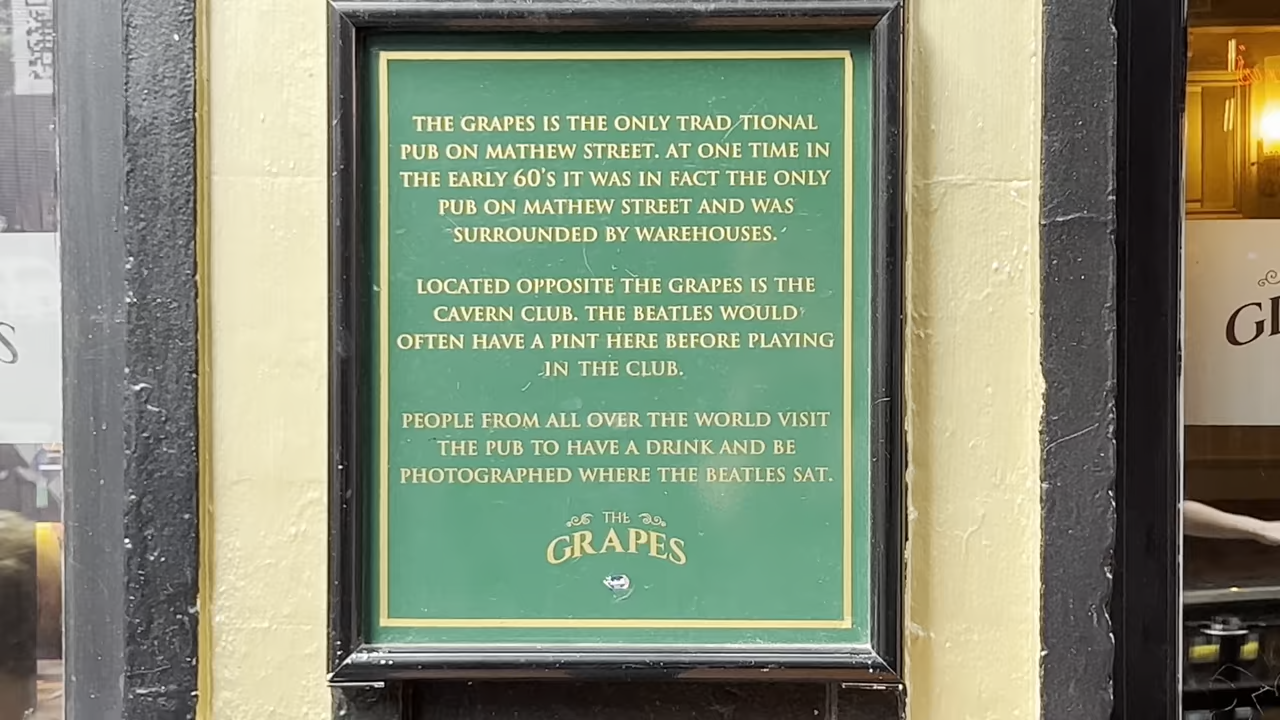 THE GRAPES IS THE ONLY TRAD TIONAL
PUB ON MATHEW STREET. AT ONE TIME IN
THE EARLY 60'S IT WAS IN FACT THE ONLY
PUB ON MATHEW STREET AND WAS
SURROUNDED BY WAREHOUSES.
LOCATED OPPOSITE THE GRAPES IS THE
CAVERN CLUB. THE BEATLES WOULD
OFTEN HAVE A PINT HERE BEFORE PLAYING
IN THE CLUB.
PEOPLE FROM ALL OVER THE WORLD VISIT
THE PUB TO HAVE A DRINK AND BE
PHOTOGRAPHED WHERE THE BEATLES SAT.
THE
GRAPES